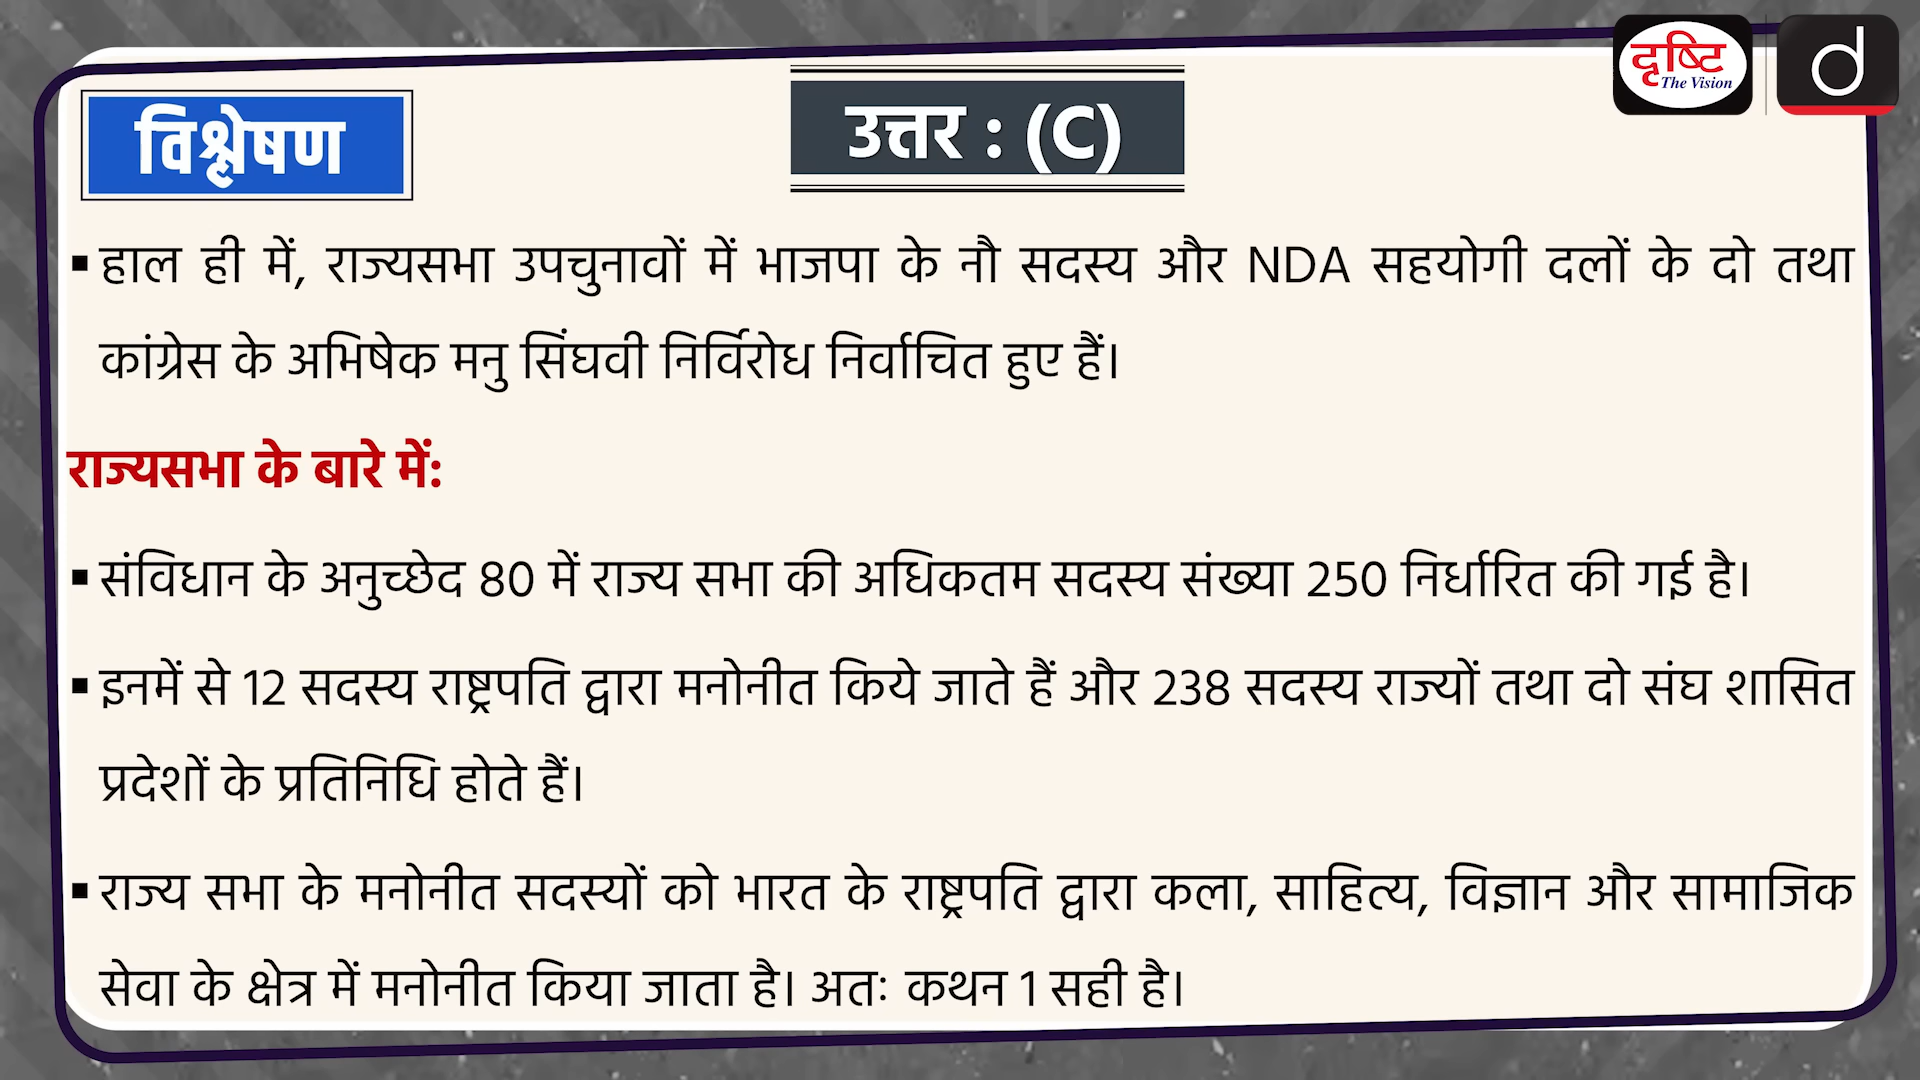 दृष्टि
The Vision
d
विश्लेषण
उत्तर : (C)
▪ हाल ही में, राज्यसभा उपचुनावों में भाजपा के नौ सदस्य और NDA सहयोगी दलों के दो तथा
कांग्रेस के अभिषेक मनु सिंघवी निर्विरोध निर्वाचित हुए हैं।
राज्यसभा के बारे में:
▪ संविधान के अनुच्छेद 80 में राज्य सभा की अधिकतम सदस्य संख्या 250 निर्धारित की गई है।
▪ इनमें से 12 सदस्य राष्ट्रपति द्वारा मनोनीत किये जाते हैं और 238 सदस्य राज्यों तथा दो संघ शासित
प्रदेशों के प्रतिनिधि होते हैं।
▪ राज्य सभा के मनोनीत सदस्यों को भारत के राष्ट्रपति द्वारा कला, साहित्य, विज्ञान और सामाजिक
सेवा के क्षेत्र में मनोनीत किया जाता है। अतः कथन 1 सही है।